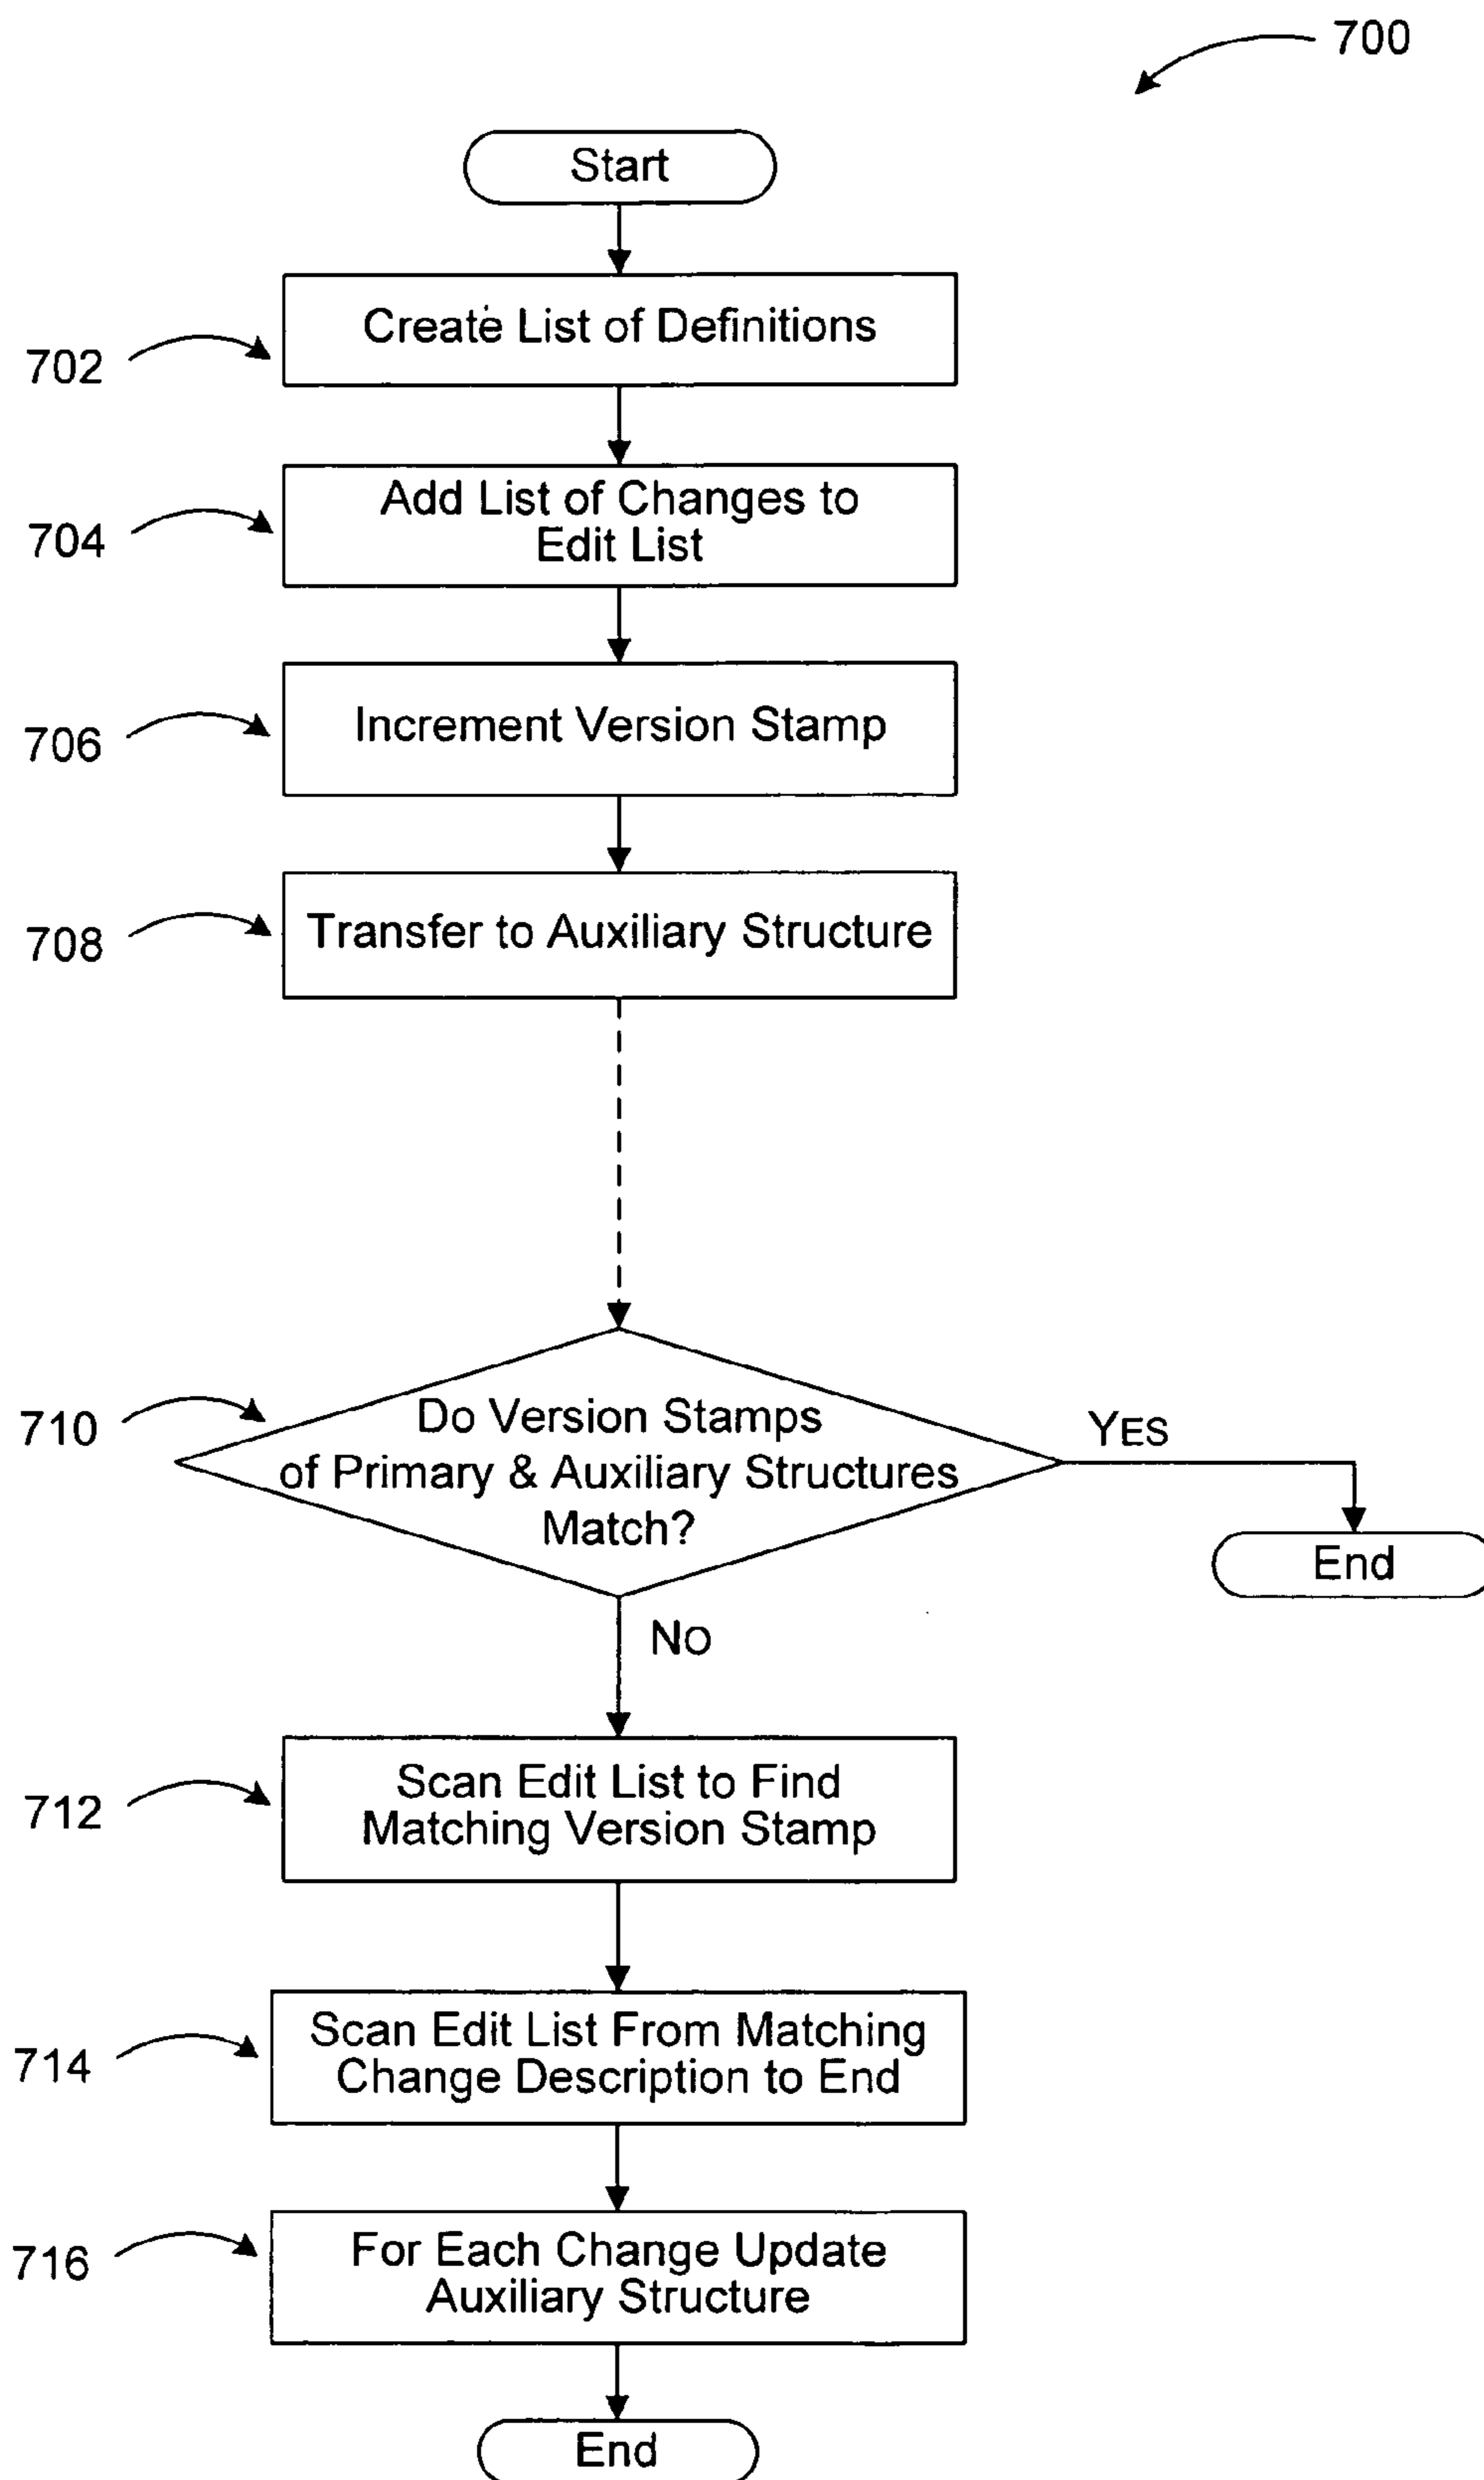 700
Start
702
Create List of Definitions
704
Add List of Changes to
Edit List
706
Increment Version Stamp
708
Transfer to Auxiliary Structure
710
Do Version Stamps
of Primary & Auxiliary Structures
Match?
YES
End
NO
712
Scan Edit List to Find
Matching Version Stamp
714
Scan Edit List From Matching
Change Description to End
716
For Each Change Update
Auxiliary Structure
End